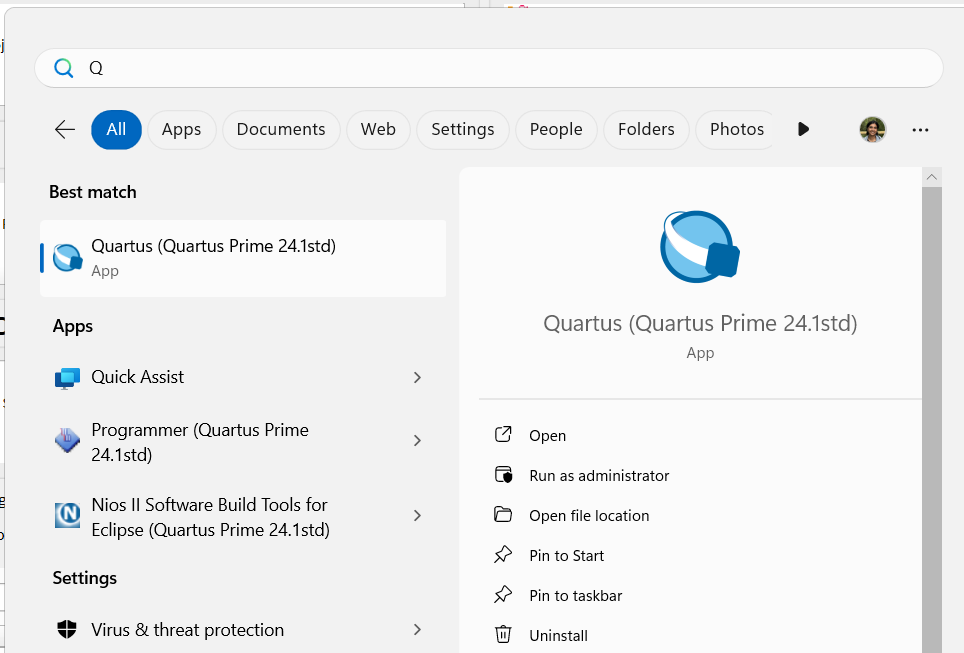 Q
All
Apps
Documents
Web
Settings
People
Folders
Photos
Best match
Quartus (Quartus Prime 24.1std)
App
Apps
Quick Assist
Programmer (Quartus Prime
24.1std)
Nios II Software Build Tools for
Eclipse (Quartus Prime 24.1std)
Settings
Virus & threat protection
Quartus (Quartus Prime 24.1std)
App
Open
Run as administrator
Open file location
Pin to Start
Pin to taskbar
Uninstall